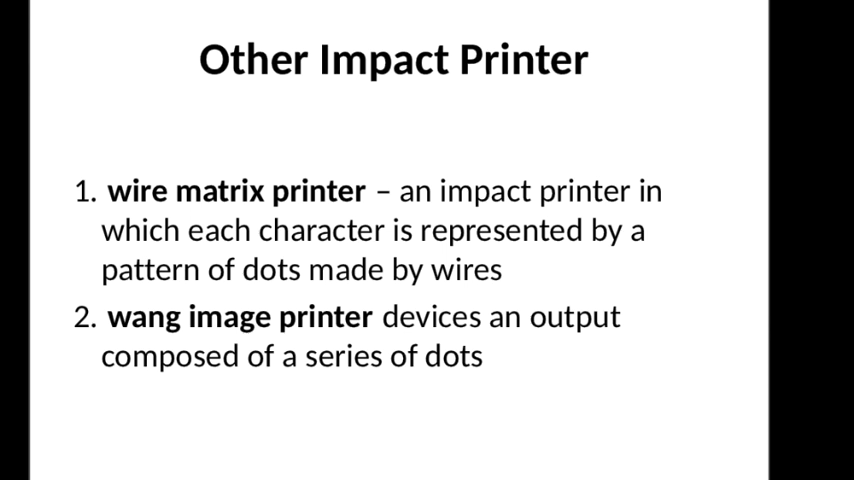 Other Impact Printer
1. wire matrix printer – an impact printer in
which each character is represented by a
pattern of dots made by wires
2. wang image printer devices an output
composed of a series of dots